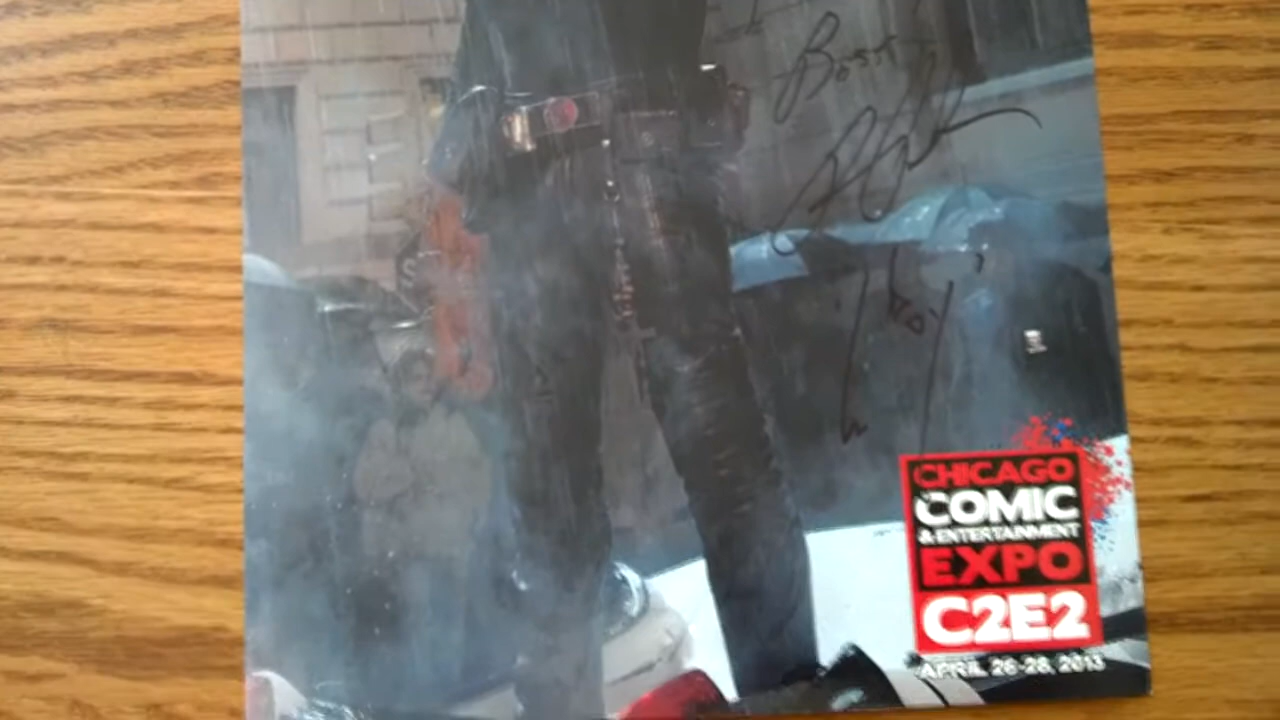 Best
CHICAGO
COMIC
& ENTERTAINMENT
EXPO
C2E2
APRIL 26-28, 2013